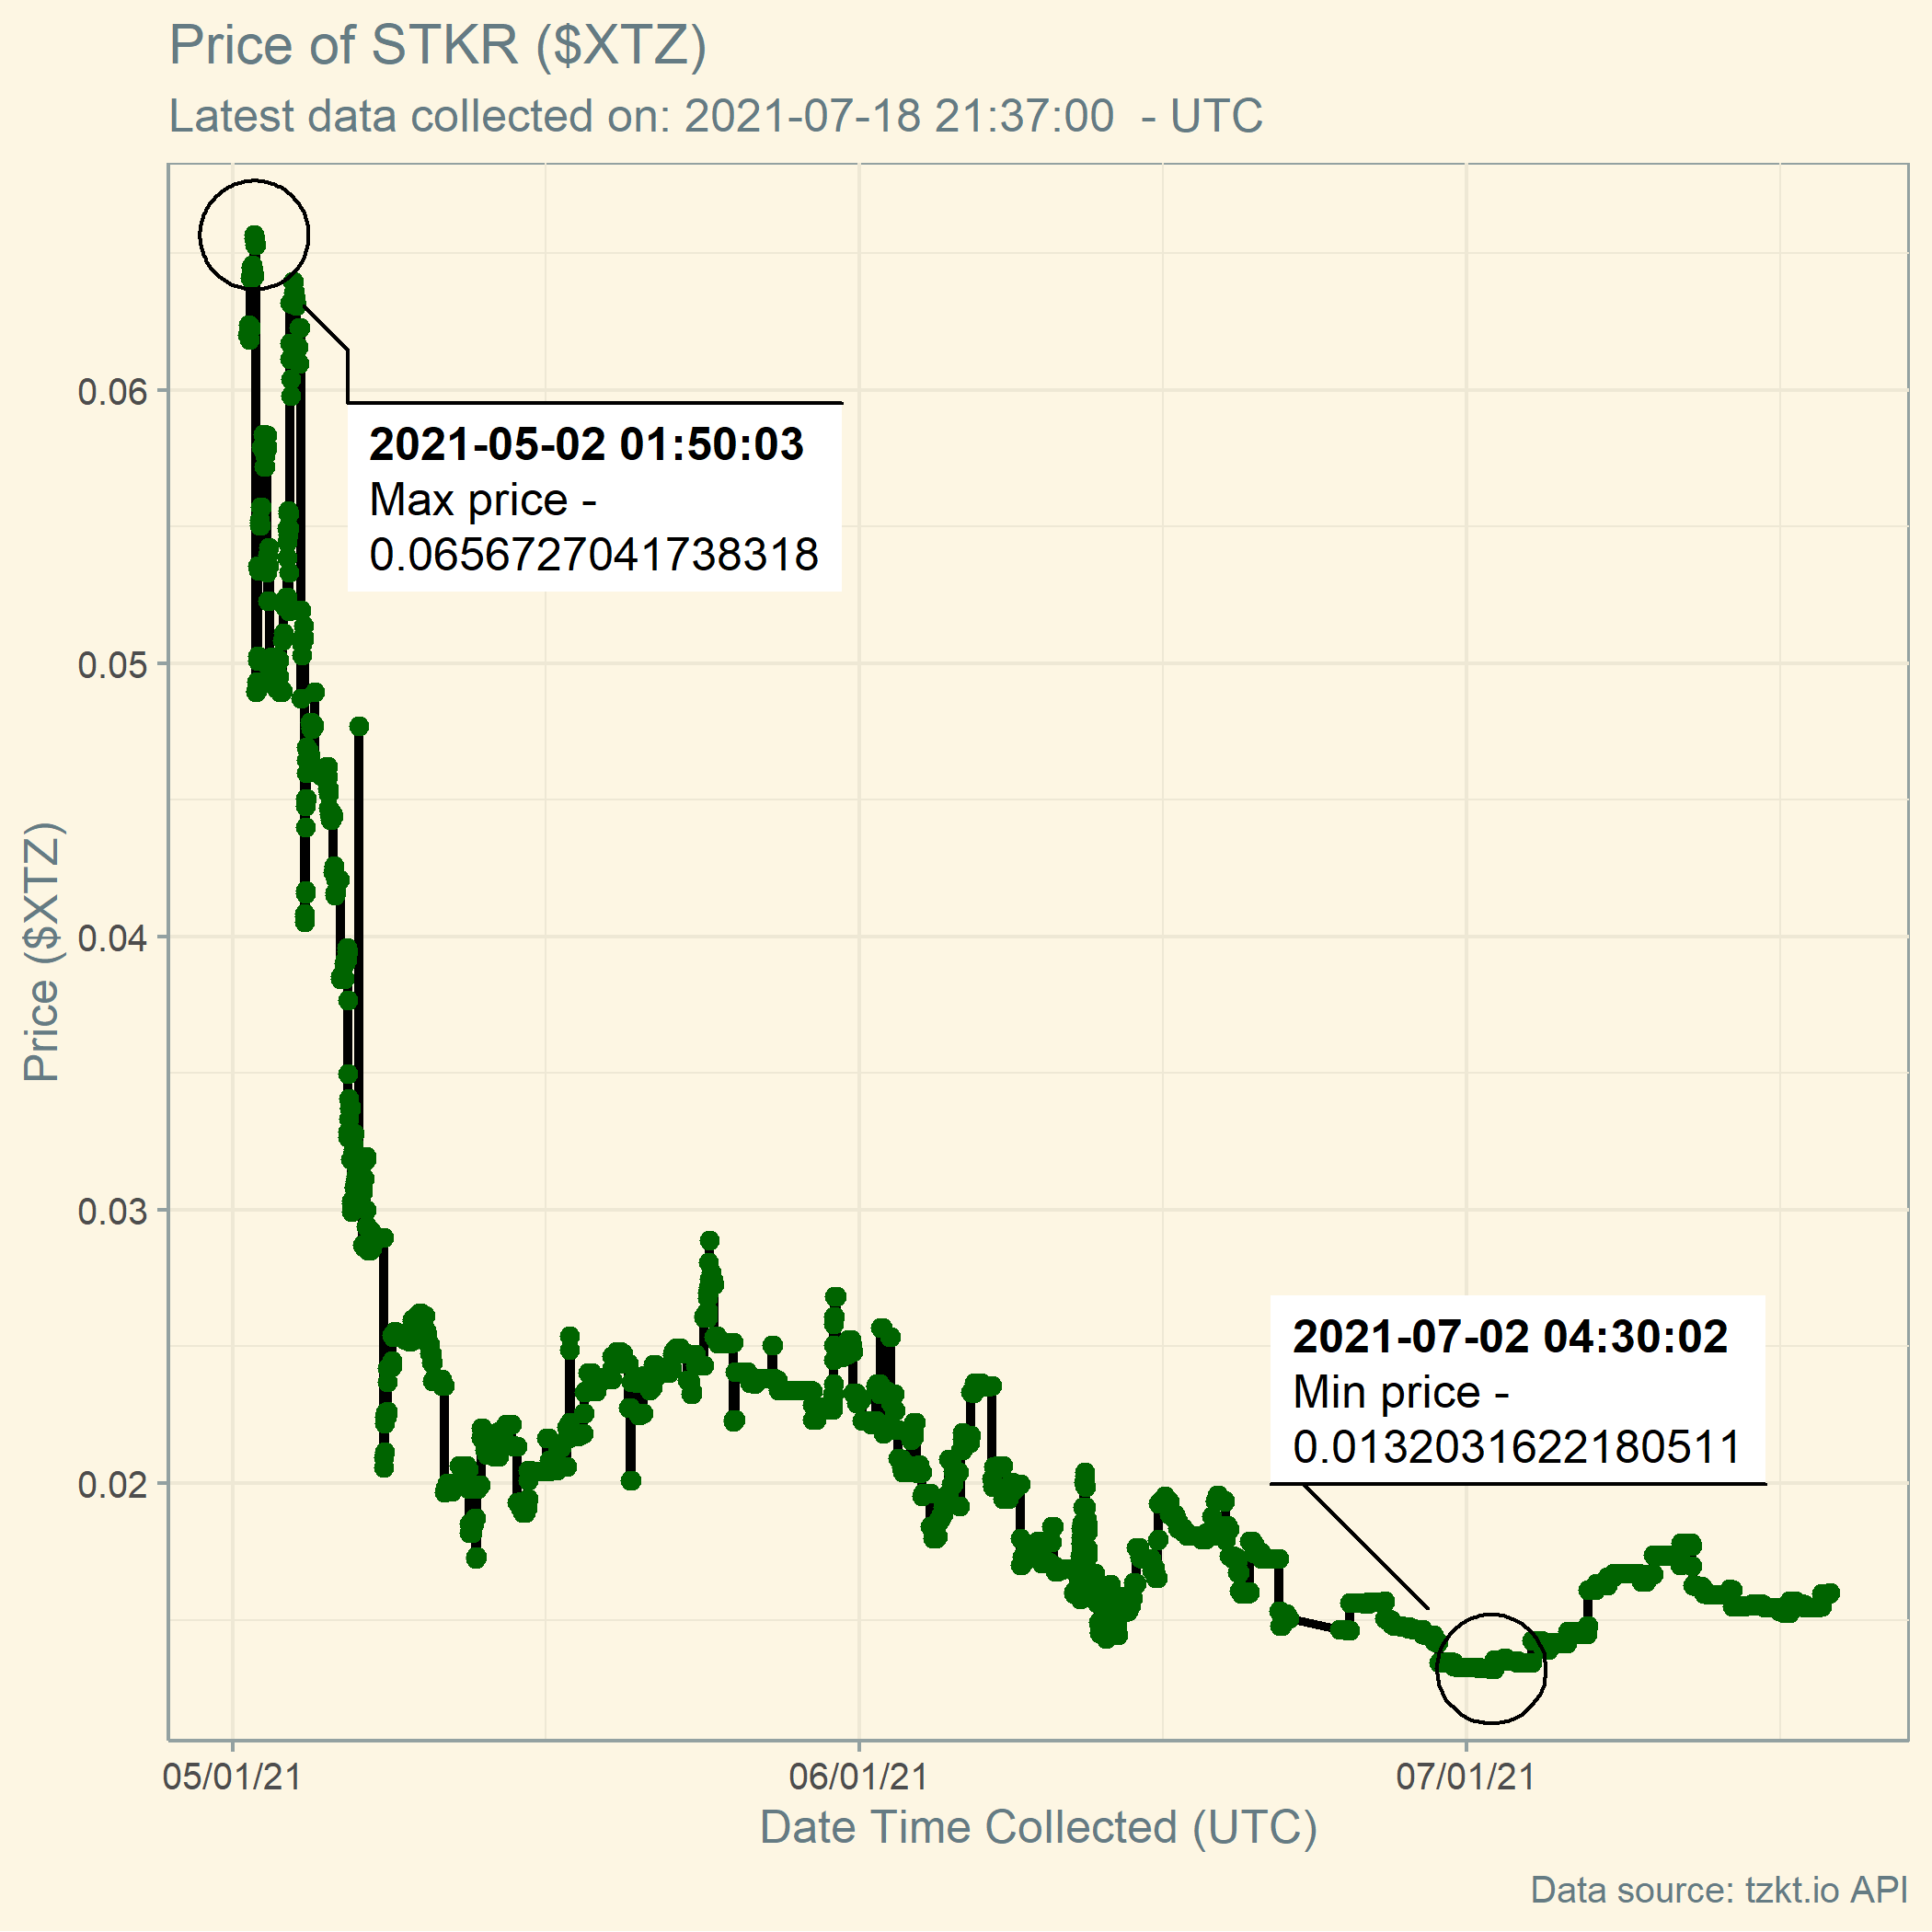 Price of STKR ($XTZ)
Latest data collected on: 2021-07-18 21:37:00  - UTC
2021-05-02 01:50:03
Max price -
0.0656727041738318
2021-07-02 04:30:02
Min price -
0.0132031622180511
Price ($XTZ)
0.06
0.05
0.04
0.03
0.02
05/01/21
06/01/21
07/01/21
Date Time Collected (UTC)
Data source: tzkt.io API